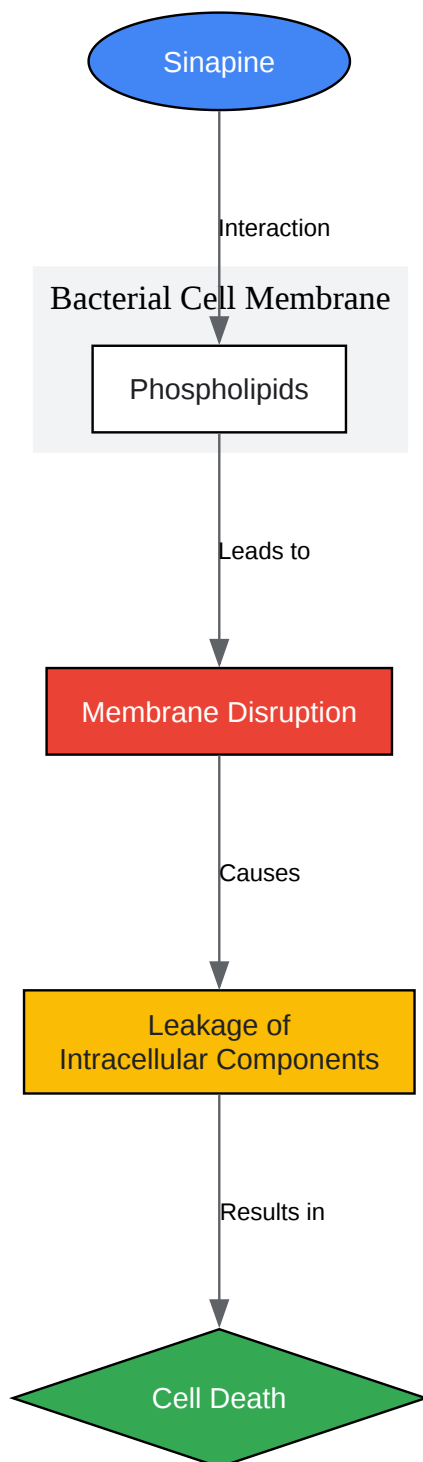 Sinapine
Interaction
Bacterial Cell Membrane
Phospholipids
Leads to
Membrane Disruption
Causes
Leakage of
Intracellular Components
Results in
Cell Death